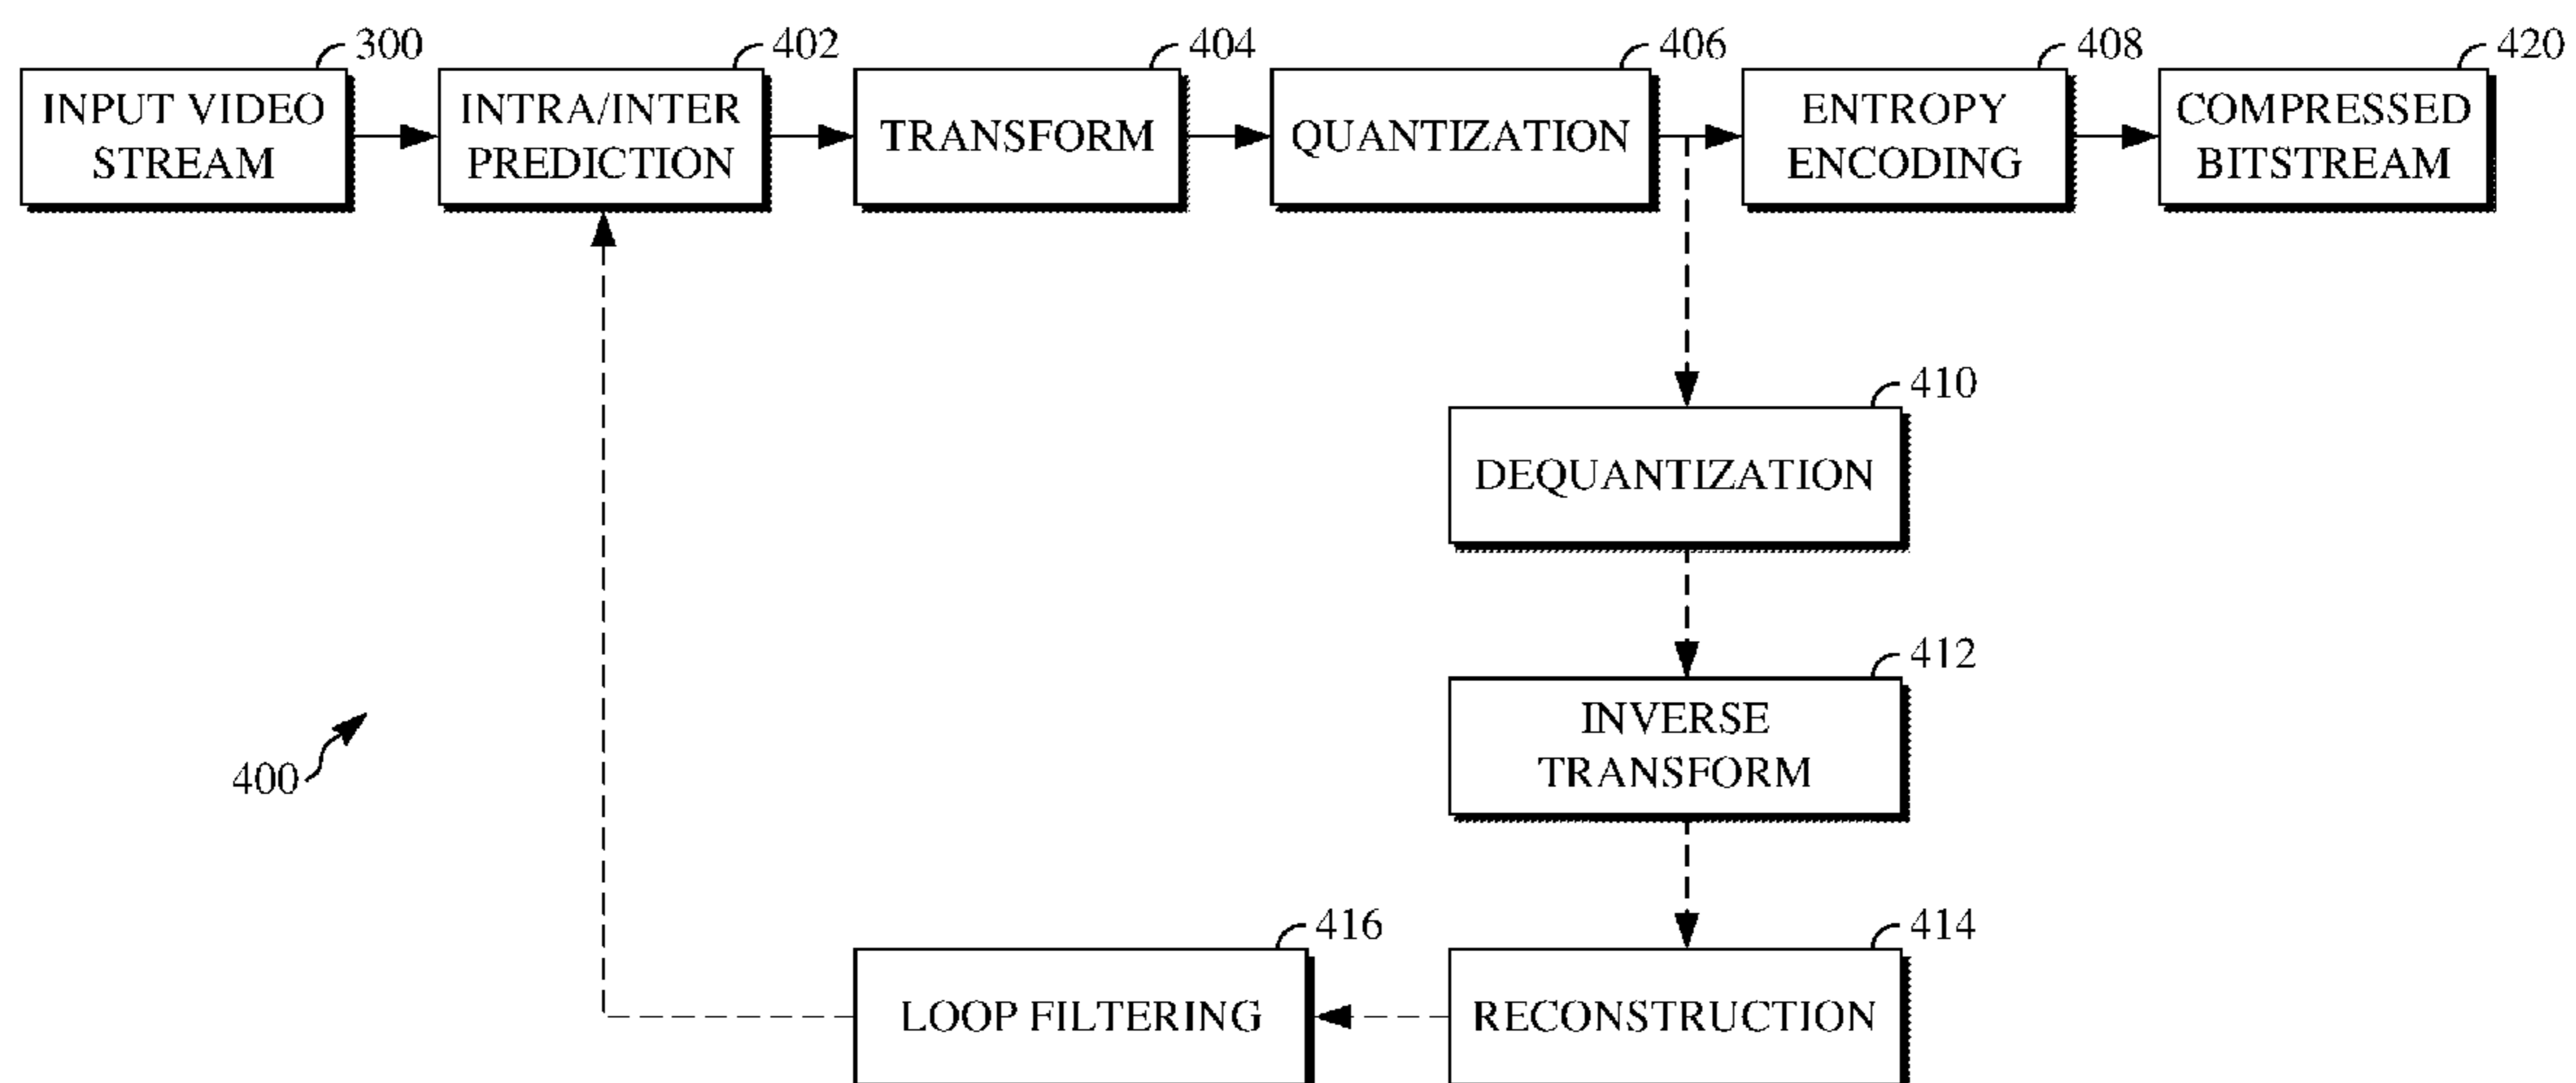 300
402
404
406
408
420
INPUT VIDEO
STREAM
INTRA/INTER
PREDICTION
TRANSFORM
QUANTIZATION
ENTROPY
ENCODING
COMPRESSED
BITSTREAM
410
DEQUANTIZATION
412
INVERSE
TRANSFORM
400
416
414
LOOP FILTERING
RECONSTRUCTION